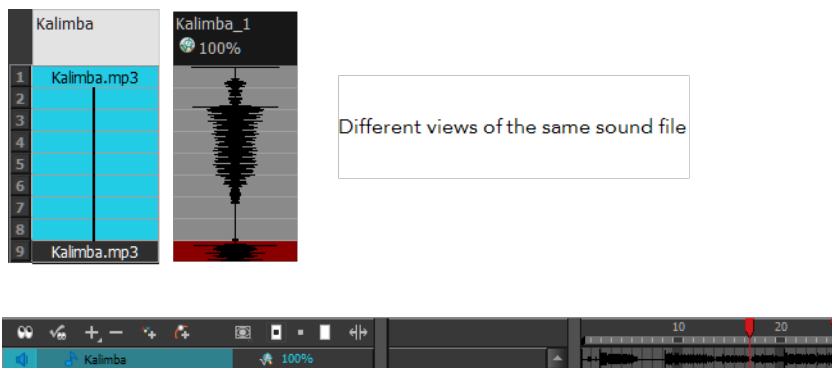 Kalimba
Kalimba_1
100%
1 Kalimba.mp3
2
3
4
5
6
7
8
9 Kalimba.mp3
Different views of the same sound file
10 20
Kalimba 100%